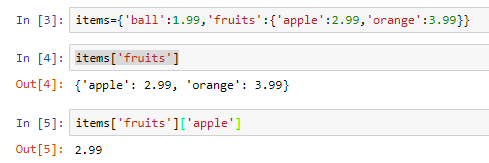 In [3]: items={'ball':1.99,'fruits':{'apple':2.99,'orange':3.99}}
In [4]: items['fruits']
Out[4]: {'apple': 2.99, 'orange': 3.99}
In [5]: items['fruits']['apple']
Out[5]: 2.99